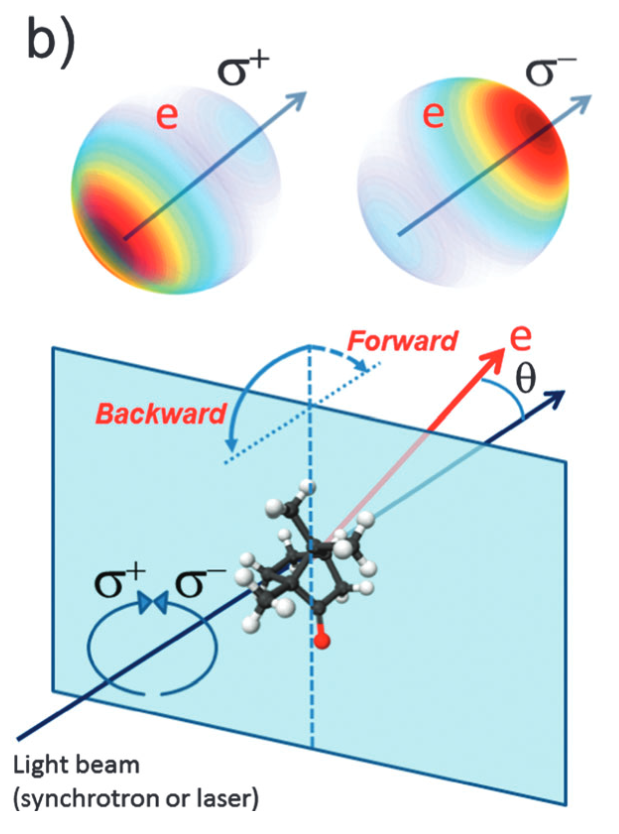 b)
σ⁺
σ⁻
e
e
Forward
e
θ
Backward
σ⁺ σ⁻
Light beam
(synchrotron or laser)